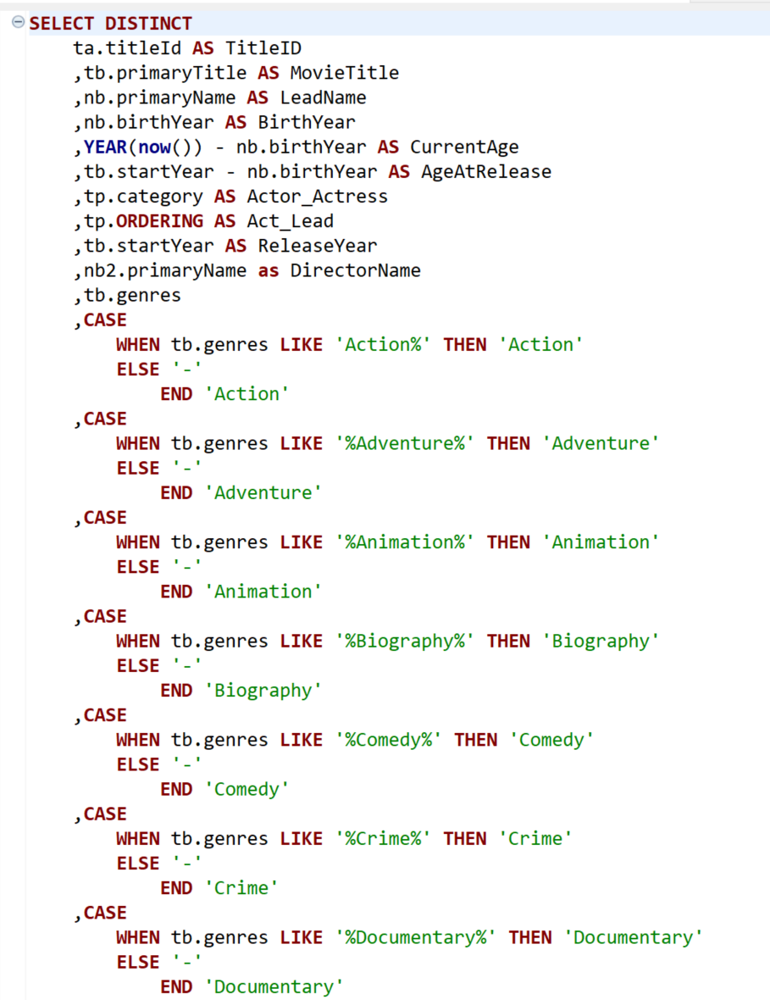 SELECT DISTINCT
ta.titleId AS TitleID
,tb.primaryTitle AS MovieTitle
,nb.primaryName AS LeadName
,nb.birthYear AS BirthYear
,YEAR(now()) - nb.birthYear AS CurrentAge
,tb.startYear - nb.birthYear AS AgeAtRelease
,tp.category AS Actor_Actress
,tp.ORDERING AS Act_Lead
,tb.startYear AS ReleaseYear
,nb2.primaryName as DirectorName
,tb.genres
,CASE
WHEN tb.genres LIKE 'Action%' THEN 'Action'
ELSE '-'
END 'Action'
,CASE
WHEN tb.genres LIKE '%Adventure%' THEN 'Adventure'
ELSE '-'
END 'Adventure'
,CASE
WHEN tb.genres LIKE '%Animation%' THEN 'Animation'
ELSE '-'
END 'Animation'
,CASE
WHEN tb.genres LIKE '%Biography%' THEN 'Biography'
ELSE '-'
END 'Biography'
,CASE
WHEN tb.genres LIKE '%Comedy%' THEN 'Comedy'
ELSE '-'
END 'Comedy'
,CASE
WHEN tb.genres LIKE '%Crime%' THEN 'Crime'
ELSE '-'
END 'Crime'
,CASE
WHEN tb.genres LIKE '%Documentary%' THEN 'Documentary'
ELSE '-'
END 'Documentary'